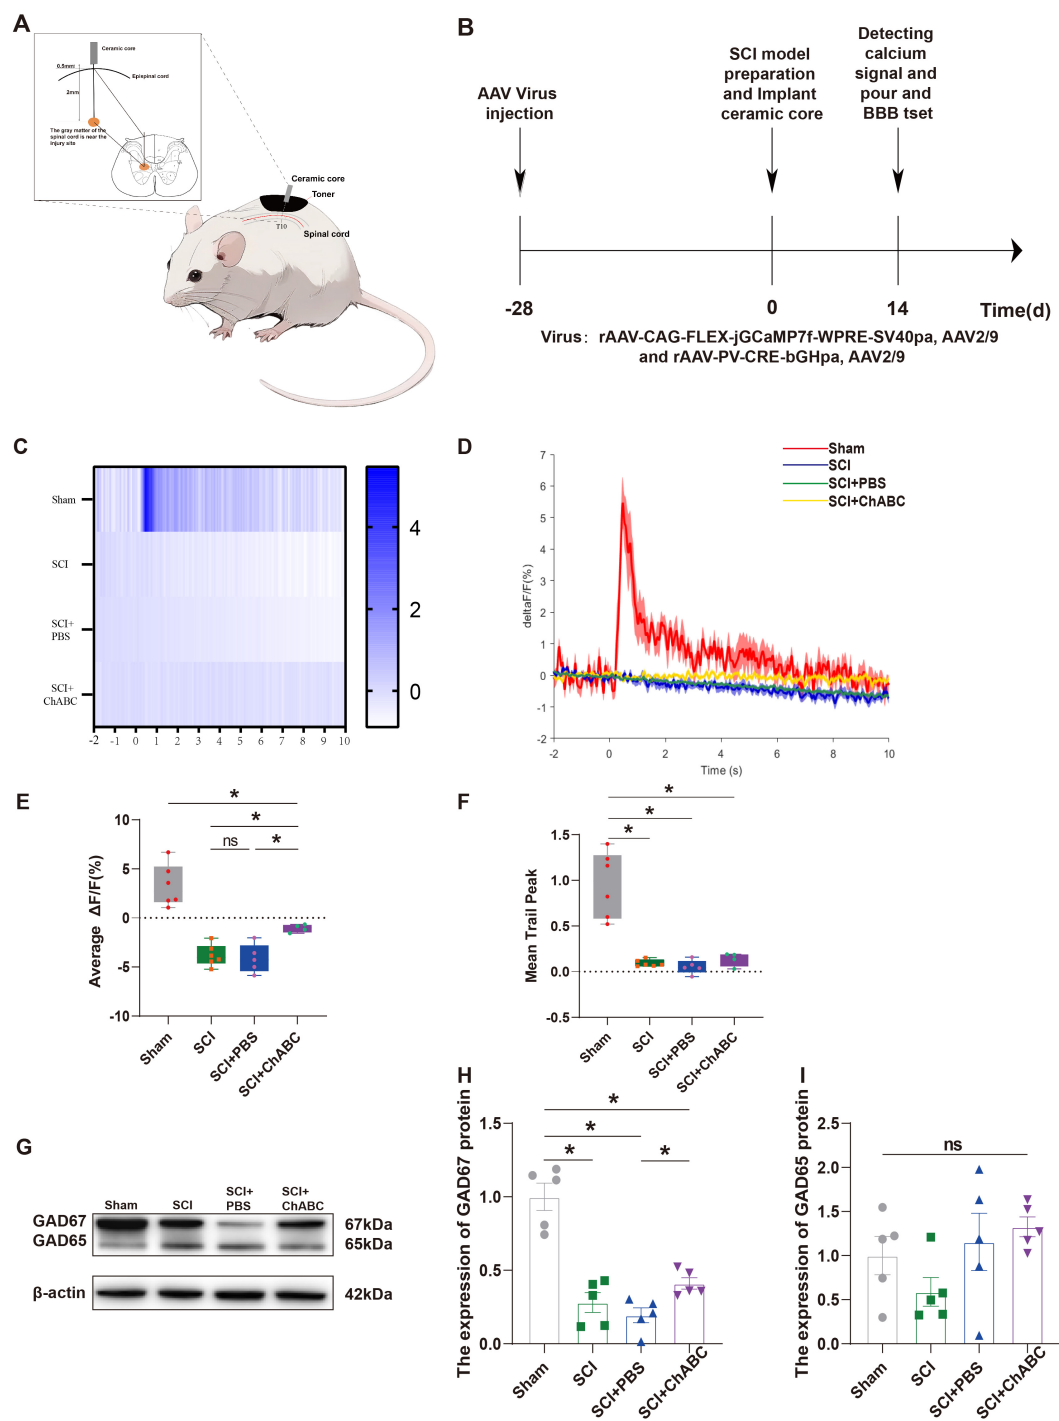 A
Ceramic core
0.5mm
Epispinal cord
2mm
The gray matter of the
spinal cord is near the
injury site
Ceramic core
Toner
T10
Spinal cord
B
AAV Virus
injection
SCI model
preparation
and Implant
ceramic core
Detecting
calcium
signal and
pour and
BBB tset
-28
0
14
Time(d)
Virus: rAAV-CAG-FLEX-jGCaMP7f-WPRE-SV40pa, AAV2/9
and rAAV-PV-CRE-bGHpa, AAV2/9
C
Sham
SCI
SCI+
PBS
SCI+
ChABC
-2 -1 0 1 2 3 4 5 6 7 8 9 10
4
2
0
D
Sham
SCI
SCI+PBS
SCI+ChABC
deltaF/F(%)
7
6
5
4
3
2
1
0
-1
-2
-2 0 2 4 6 8 10
Time (s)
E
Average ΔF/F(%)
10
5
0
-5
-10
*
*
ns
*
Sham
SCI
SCI+PBS
SCI+ChABC
F
Mean Trail Peak
1.5
1.0
0.5
0.0
-0.5
*
*
*
Sham
SCI
SCI+PBS
SCI+ChABC
G
Sham
SCI
SCI+
PBS
SCI+
ChABC
GAD67
67kDa
GAD65
65kDa
β-actin
42kDa
H
The expression of GAD67 protein
1.5
1.0
0.5
0.0
*
*
*
*
Sham
SCI
SCI+PBS
SCI+ChABC
I
The expression of GAD65 protein
2.5
2.0
1.5
1.0
0.5
0.0
ns
Sham
SCI
SCI+PBS
SCI+ChABC